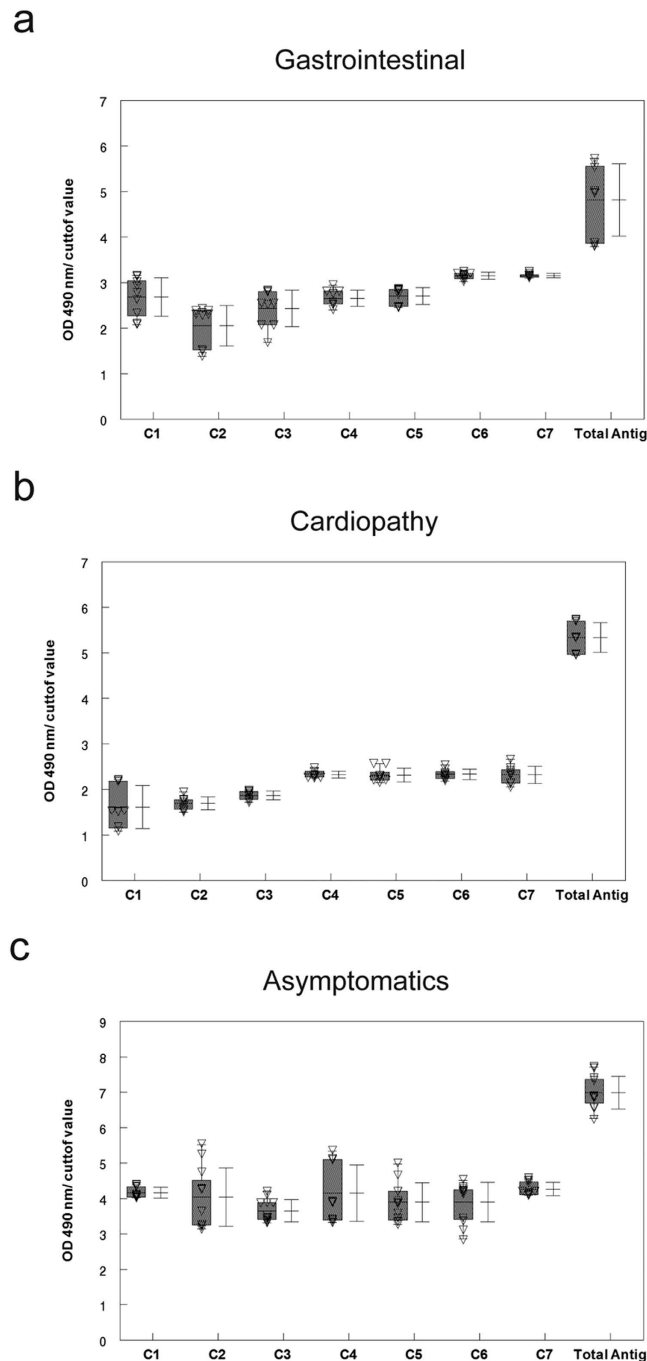 a
Gastrointestinal
7
6
5
4
3
2
1
0
OD 490 nm/ cuttof value
C1 C2 C3 C4 C5 C6 C7 Total Antig
b
Cardiopathy
7
6
5
4
3
2
1
0
OD 490 nm/ cuttof value
C1 C2 C3 C4 C5 C6 C7 Total Antig
c
Asymptomatics
9
8
7
6
5
4
3
2
1
0
OD 490 nm/ cuttof value
C1 C2 C3 C4 C5 C6 C7 Total Antig